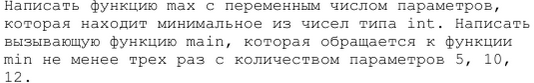 Написать функцию max с переменным числом параметров,
которая находит минимальное из чисел типа int. Написать
вызывающую функцию main, которая обращается к функции
min не менее трех раз с количеством параметров 5, 10,
12.